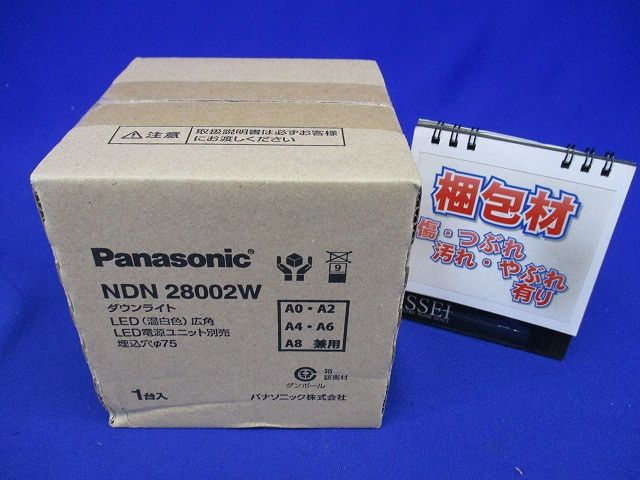 注意
取扱説明書は必ずお客様
にお渡しください
Panasonic®
NDN 28002W
ダウンライト
LED(温白色)広角
LED電源ユニット別売
埋込穴φ75
1台入
9
A0・A2
A4・A6
A8 兼用
箱
緩衝材
ダンボール
パナソニック株式会社
梱包材
傷・つぶれ
汚れ・やぶれ
有り
SSEI